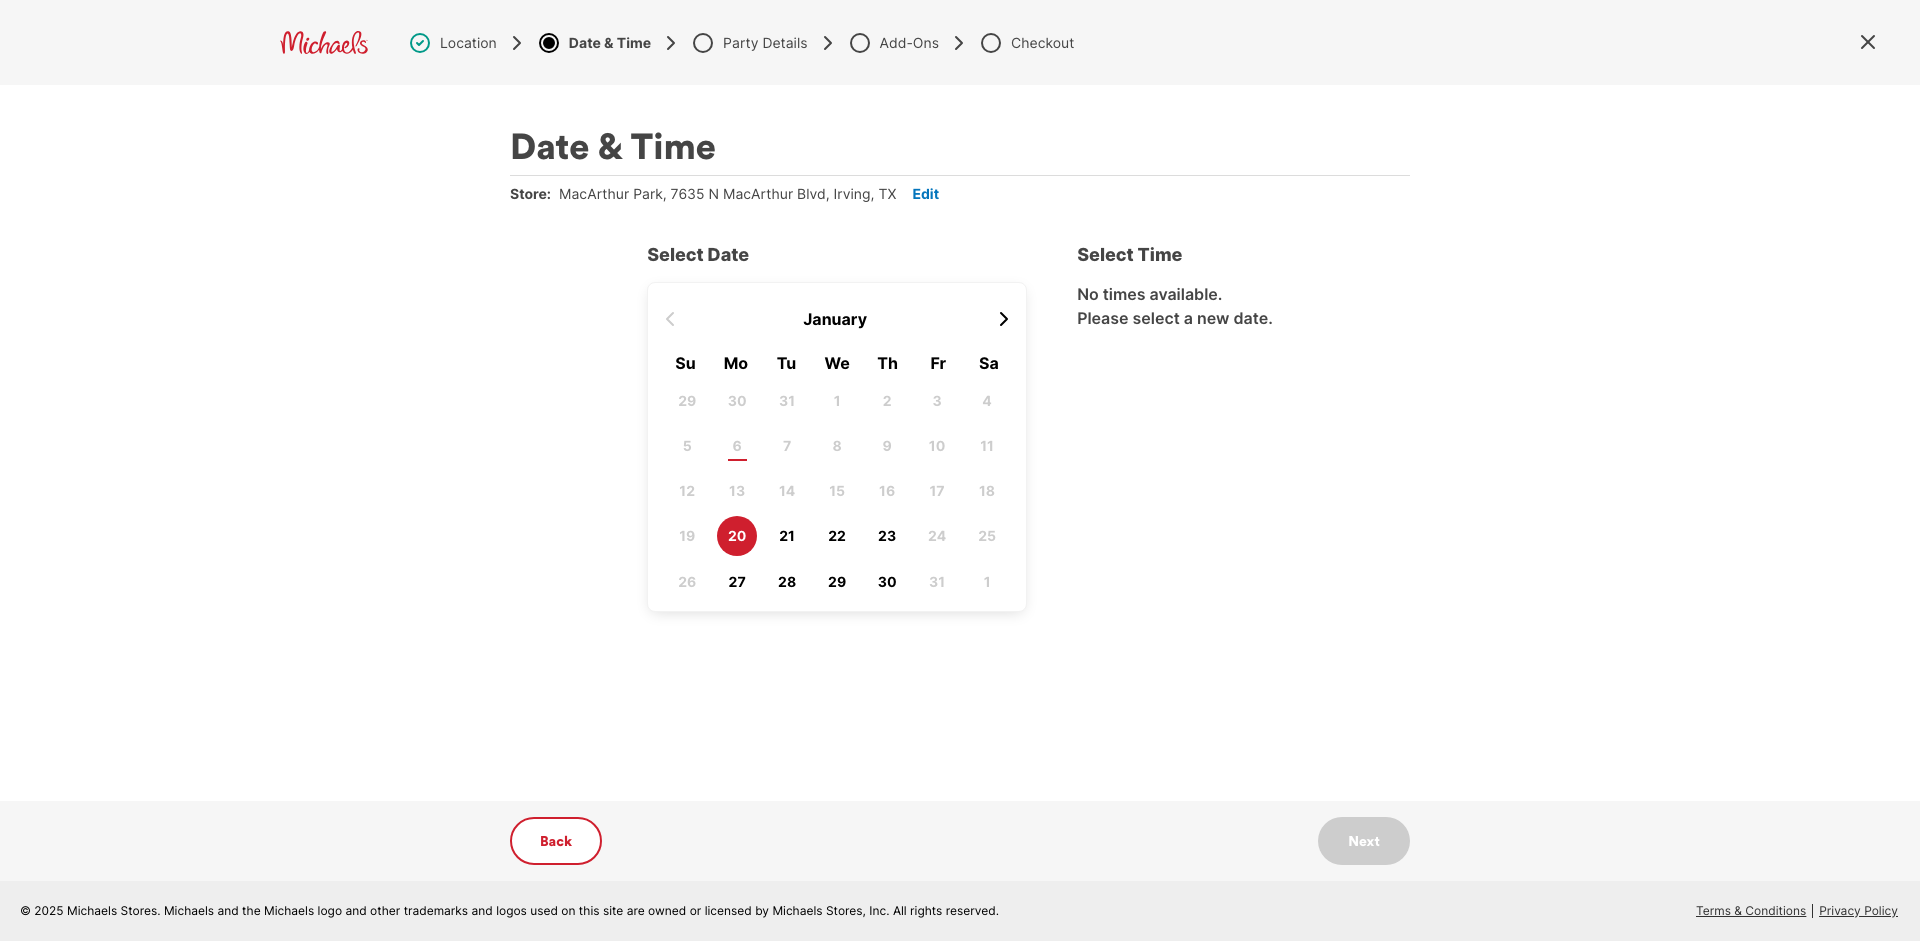 Michaels
Location
Date & Time
Party Details
Add-Ons
Checkout
Date & Time
Store: MacArthur Park, 7635 N MacArthur Blvd, Irving, TX Edit
Select Date
January
Su Mo Tu We Th Fr Sa
29 30 31 1 2 3 4
5 6 7 8 9 10 11
12 13 14 15 16 17 18
19 20 21 22 23 24 25
26 27 28 29 30 31 1
Select Time
No times available.
Please select a new date.
Back
Next
© 2025 Michaels Stores. Michaels and the Michaels logo and other trademarks and logos used on this site are owned or licensed by Michaels Stores, Inc. All rights reserved.
Terms & Conditions | Privacy Policy